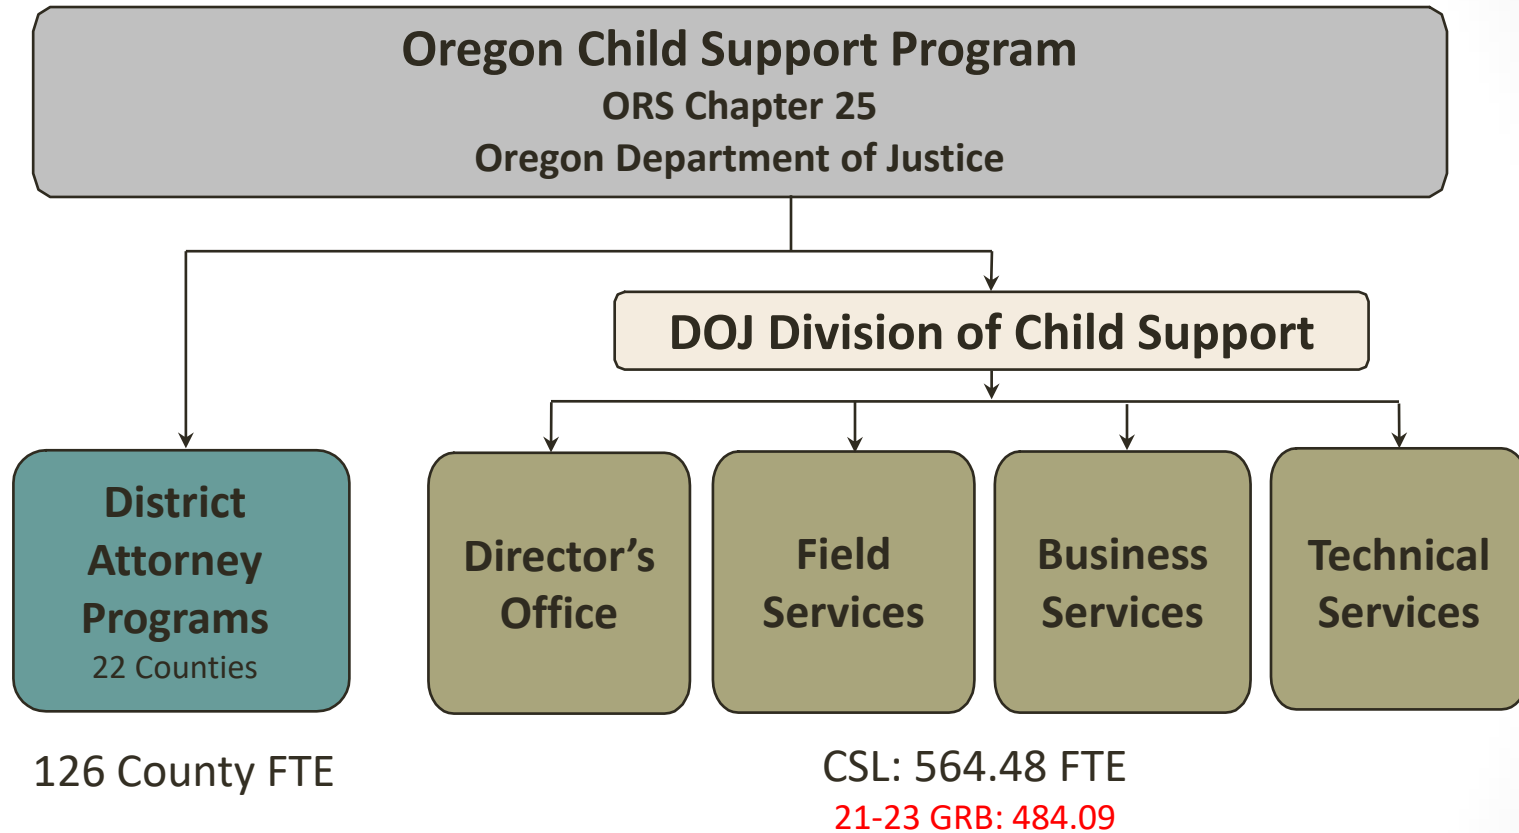 Oregon Child Support Program
ORS Chapter 25
Oregon Department of Justice
DOJ Division of Child Support
District
Attorney
Programs
22 Counties
Director’s
Office
Field
Services
Business
Services
Technical
Services
126 County FTE
CSL: 564.48 FTE
21-23 GRB: 484.09